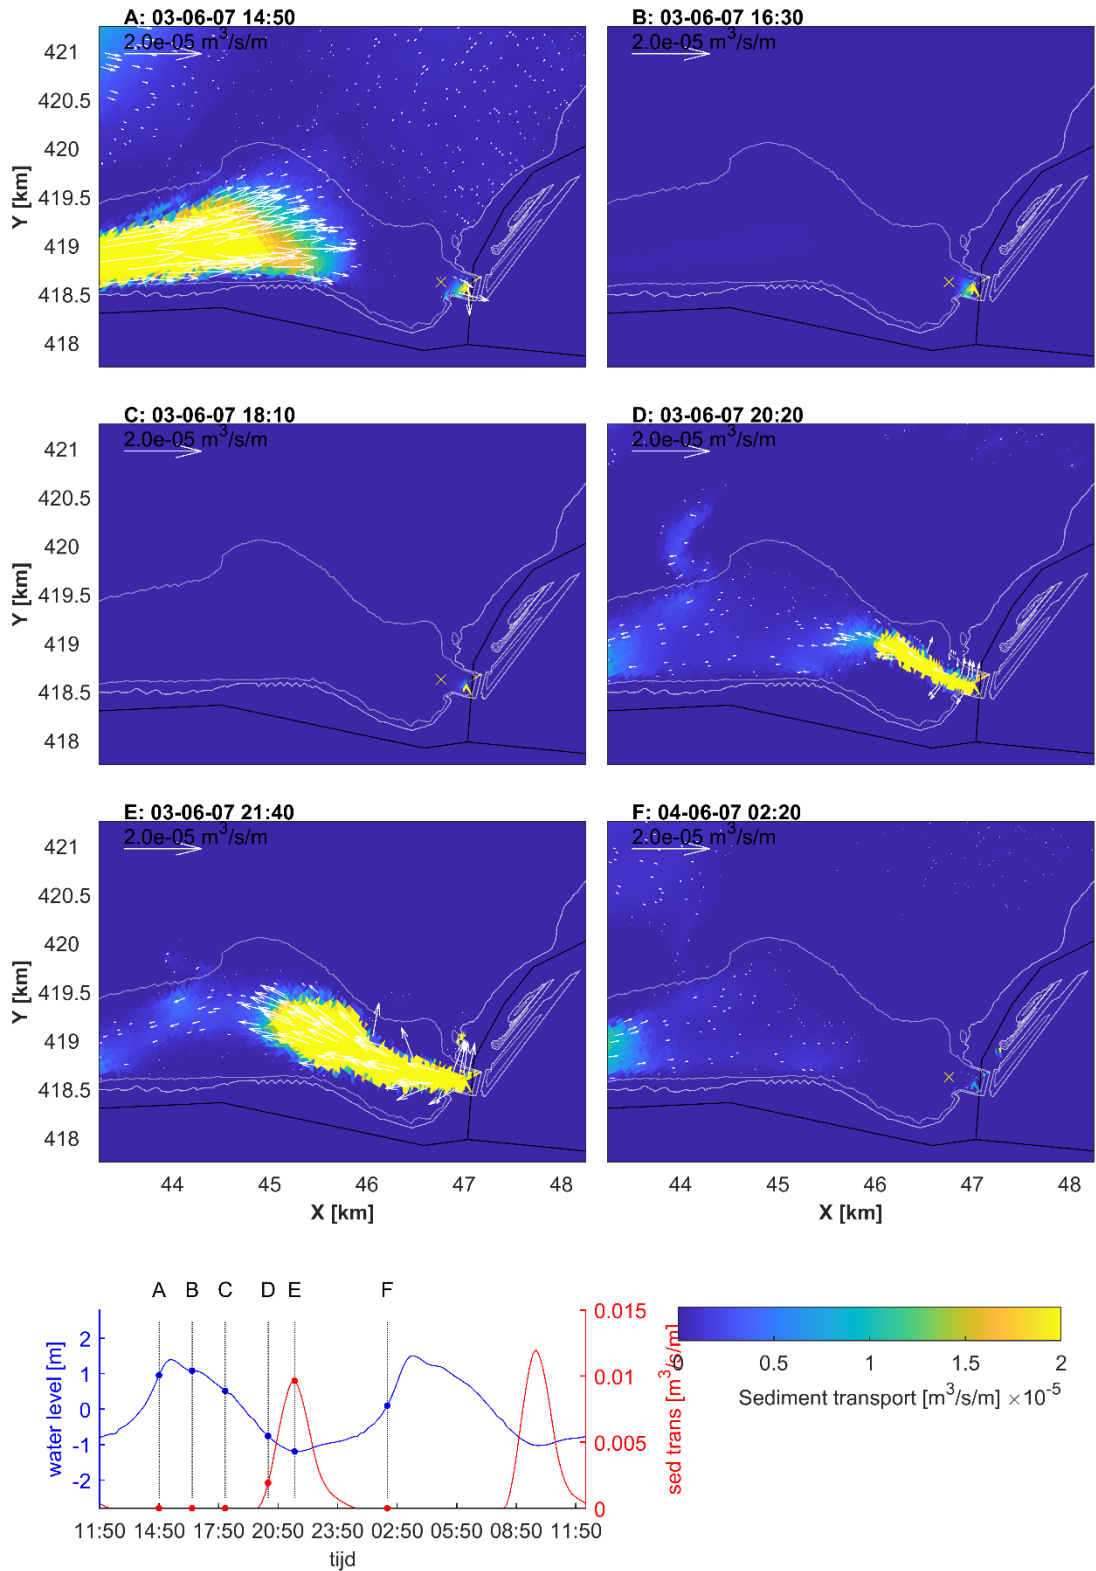 A: 03-06-07 14:50
2.0e-05 m³/s/m
421
420.5
420
419.5
419
418.5
418
Y [km]
B: 03-06-07 16:30
2.0e-05 m³/s/m
C: 03-06-07 18:10
2.0e-05 m³/s/m
421
420.5
420
419.5
419
418.5
418
Y [km]
D: 03-06-07 20:20
2.0e-05 m³/s/m
E: 03-06-07 21:40
2.0e-05 m³/s/m
421
420.5
420
419.5
419
418.5
418
Y [km]
44 45 46 47 48
X [km]
F: 04-06-07 02:20
2.0e-05 m³/s/m
44 45 46 47 48
X [km]
A B C D E F
2
1
0
-1
-2
water level [m]
0.015
0.01
0.005
0
sed trans [m³/s/m]
11:50 14:50 17:50 20:50 23:50 02:50 05:50 08:50 11:50
tijd
0 0.5 1 1.5 2
Sediment transport [m³/s/m] ×10⁻⁵